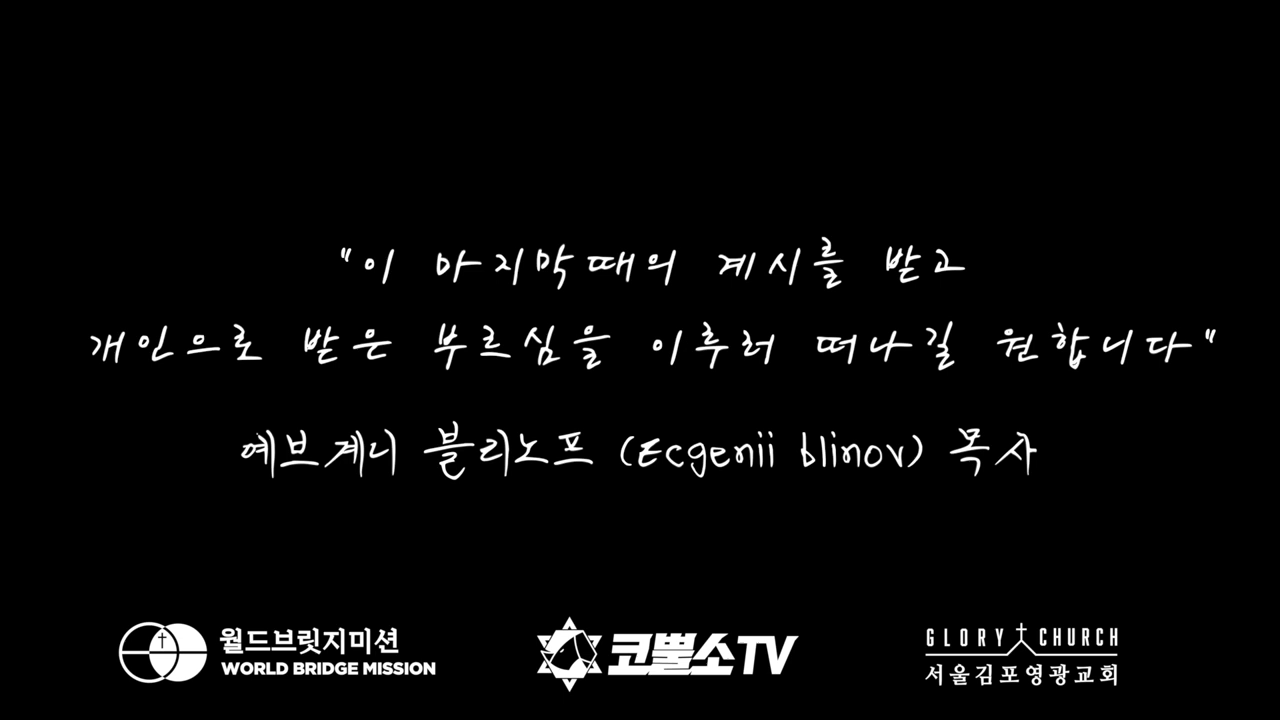 "이 마지막때의 계시를 받고
개인으로 받은 부르심을 이루러 떠나길 원합니다"
예브게니 블리노프 (Ecgenii blinov) 목사
월드브릿지미션
WORLD BRIDGE MISSION
코뿔소TV
GLORY CHURCH
서울김포영광교회